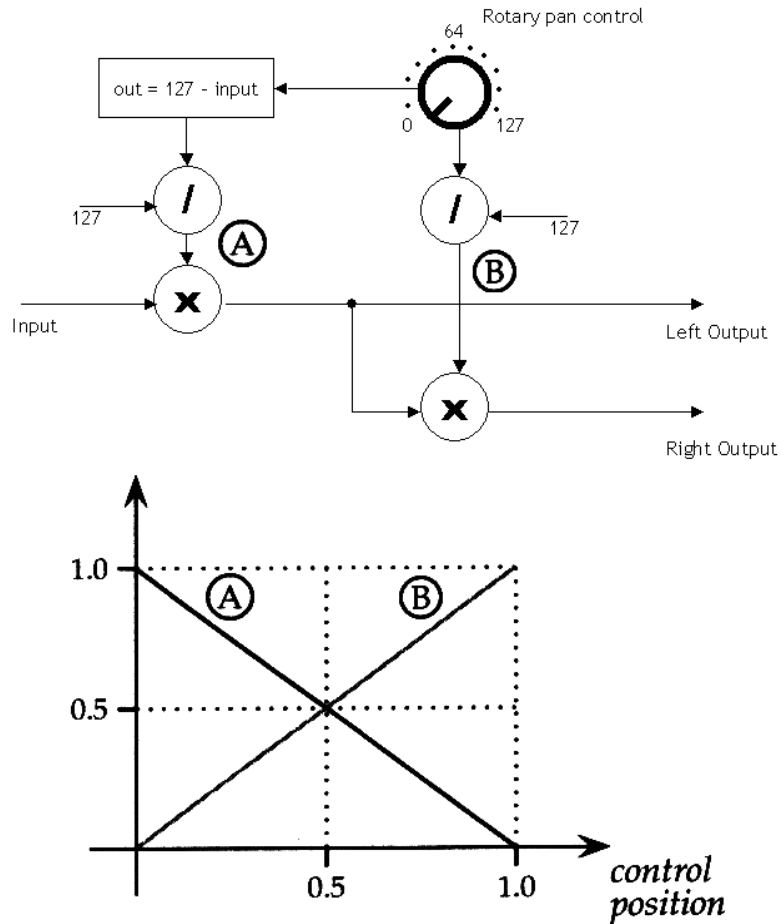 Rotary pan control
64
out = 127 - input
0
127
/
/
127
127
A
B
x
x
Input
Left Output
Right Output
1.0
A
B
0.5
0.5
1.0
control
position